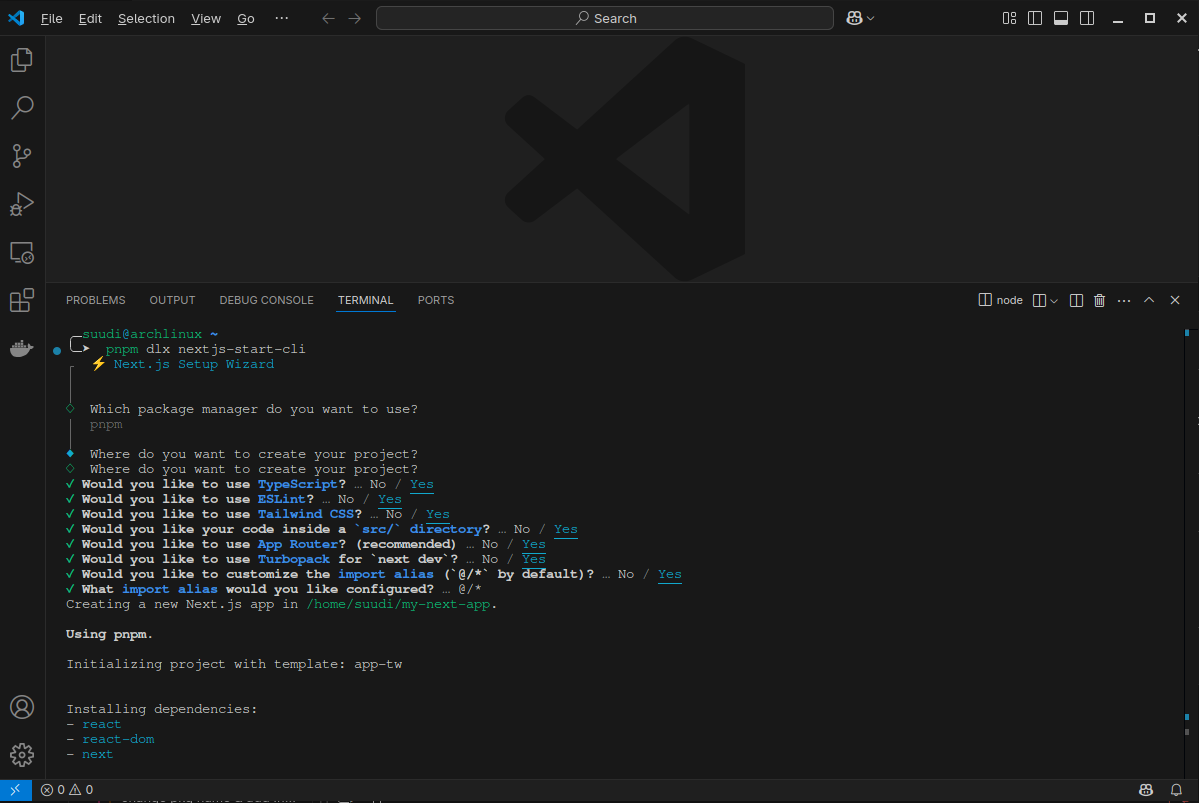 File Edit Selection View Go ··· Search
PROBLEMS OUTPUT DEBUG CONSOLE TERMINAL PORTS node
suudi@archlinux ~
pnpm dlx nextjs-start-cli
⚡ Next.js Setup Wizard
Which package manager do you want to use?
pnpm
Where do you want to create your project?
Where do you want to create your project?
✓ Would you like to use TypeScript? … No / Yes
✓ Would you like to use ESLint? … No / Yes
✓ Would you like to use Tailwind CSS? … No / Yes
✓ Would you like your code inside a `src/` directory? … No / Yes
✓ Would you like to use App Router? (recommended) … No / Yes
✓ Would you like to use Turbopack for `next dev`? … No / Yes
✓ Would you like to customize the import alias (`@/*` by default)? … No / Yes
✓ What import alias would you like configured? … @/*
Creating a new Next.js app in /home/suudi/my-next-app.
Using pnpm.
Initializing project with template: app-tw
Installing dependencies:
- react
- react-dom
- next
0 0